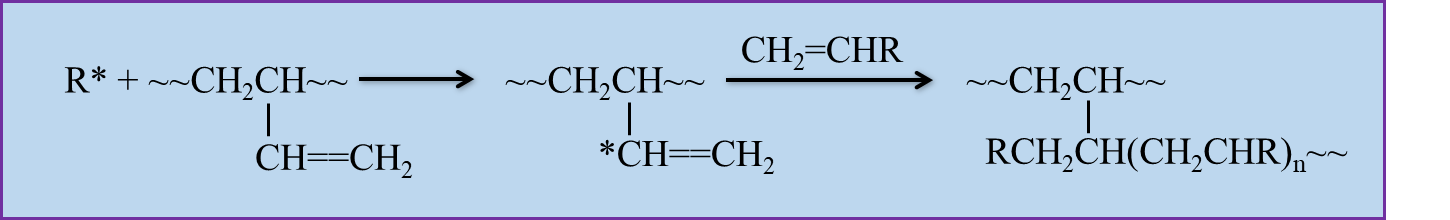 CH₂=CHR
R* + ~~CH₂CH~~ ~~CH₂CH~~ ~~CH₂CH~~
CH==CH₂ *CH==CH₂ RCH₂CH(CH₂CHR)ₙ~~